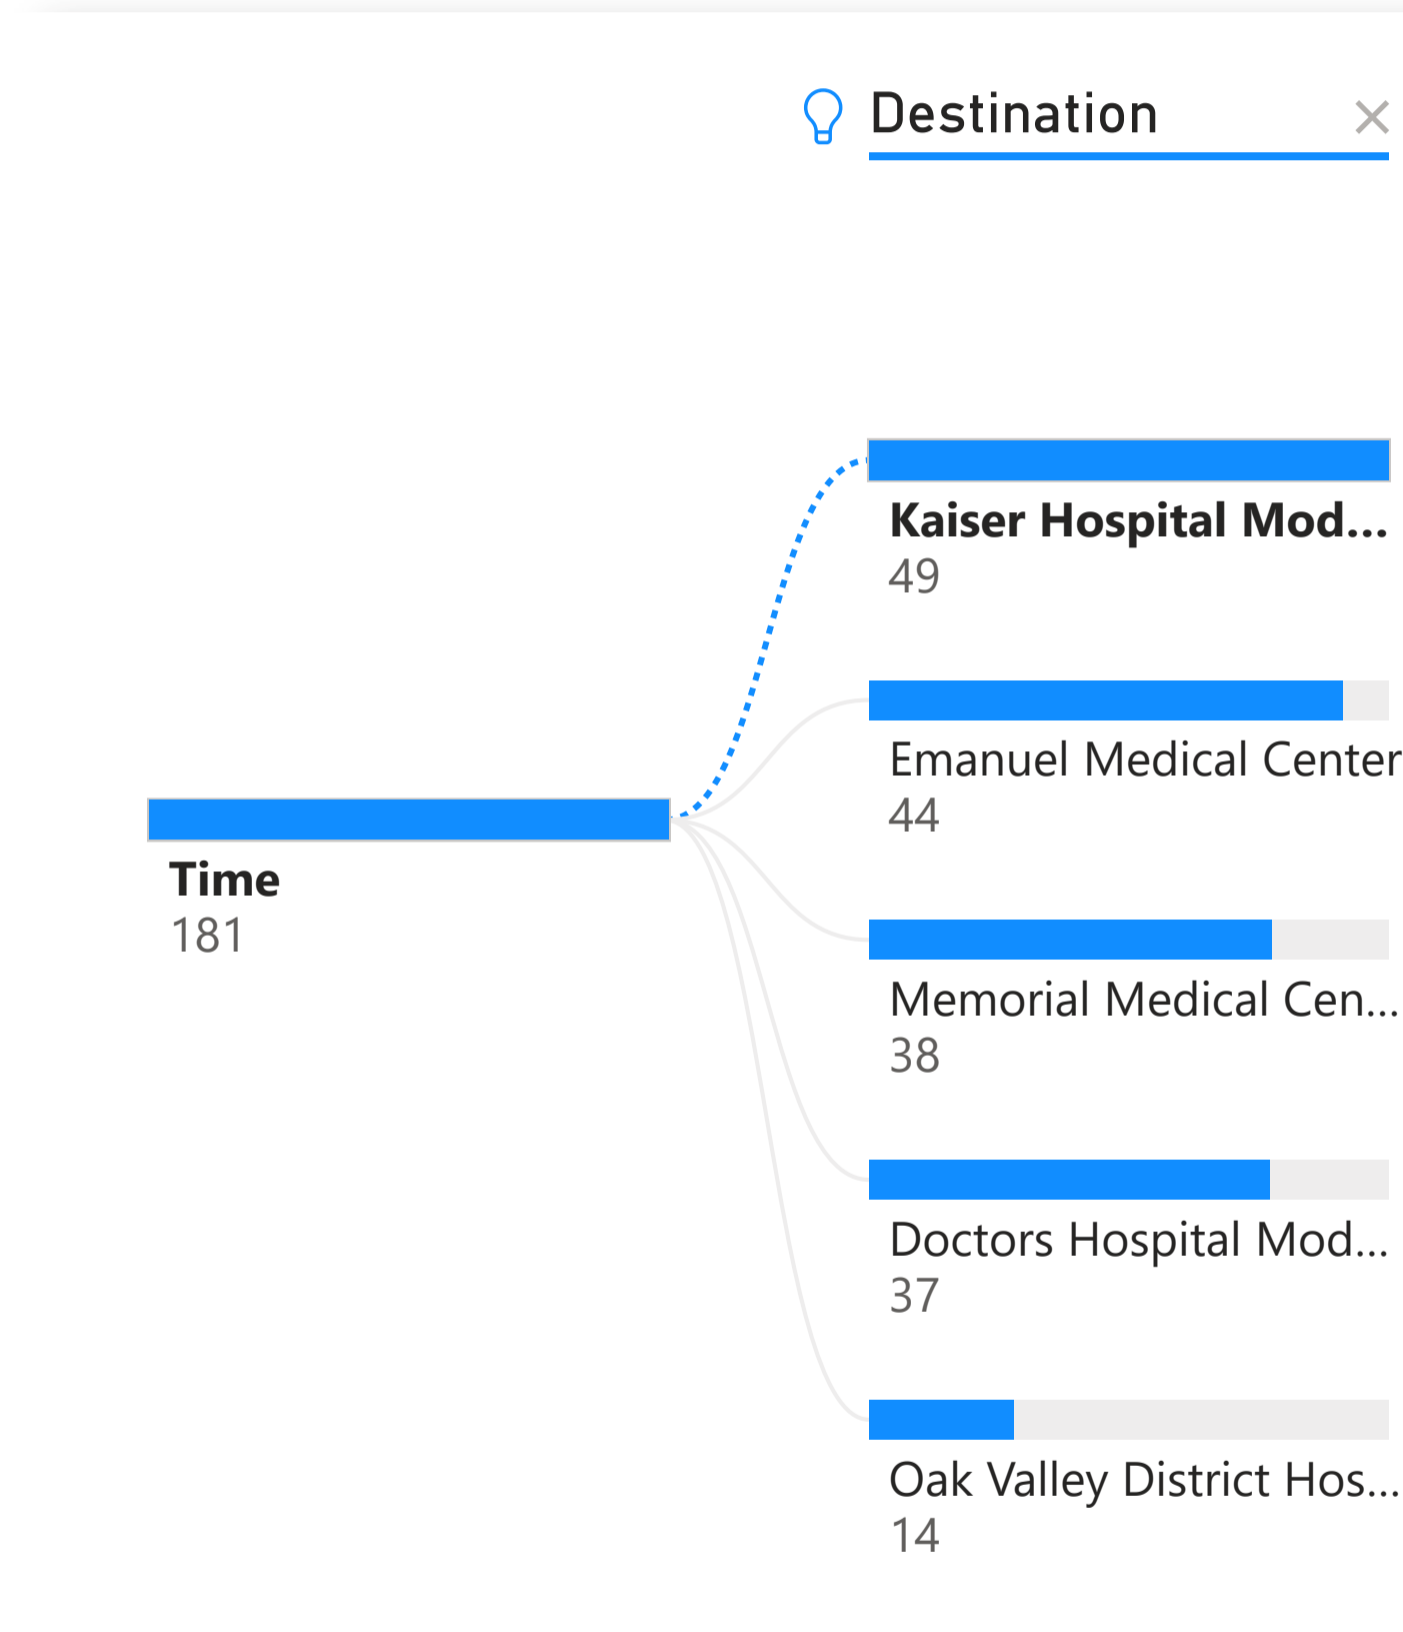 Destination
Kaiser Hospital Mod...
49
Emanuel Medical Center
44
Time
181
Memorial Medical Cen...
38
Doctors Hospital Mod...
37
Oak Valley District Hos...
14